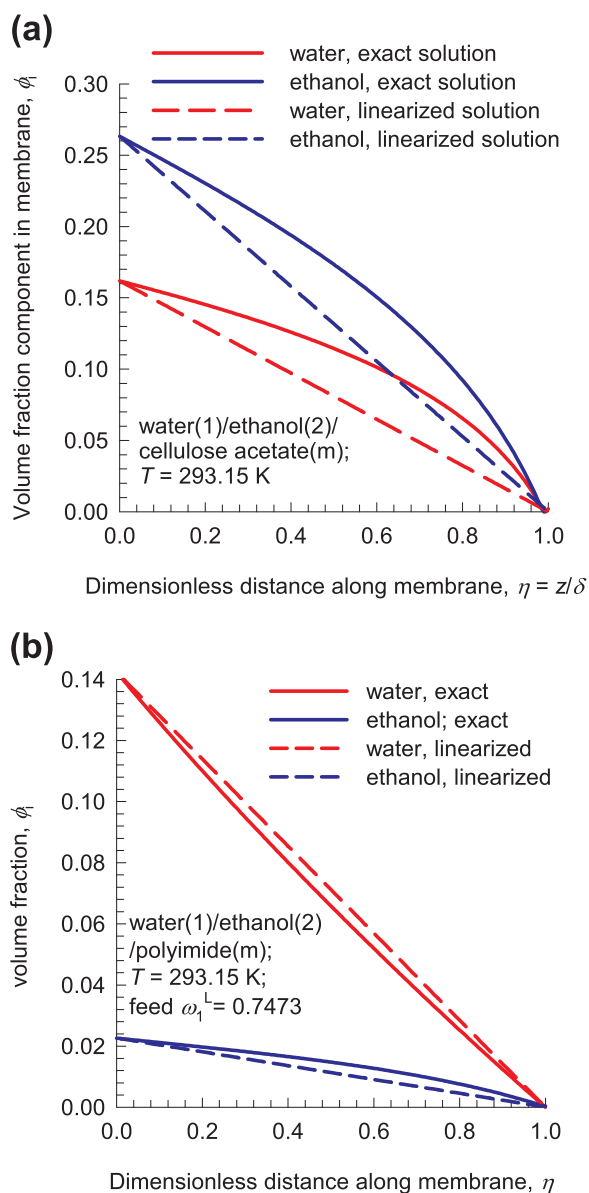 (a)
water, exact solution
ethanol, exact solution
water, linearized solution
ethanol, linearized solution
Volume fraction component in membrane, ϕi
0.30
0.25
0.20
0.15
0.10
0.05
0.00
water(1)/ethanol(2)/
cellulose acetate(m);
T = 293.15 K
0.0 0.2 0.4 0.6 0.8 1.0
Dimensionless distance along membrane, η = z/δ
(b)
water, exact
ethanol; exact
water, linearized
ethanol, linearized
volume fraction, ϕi
0.14
0.12
0.10
0.08
0.06
0.04
0.02
0.00
water(1)/ethanol(2)
/polyimide(m);
T = 293.15 K;
feed ω₁ᴸ= 0.7473
0.0 0.2 0.4 0.6 0.8 1.0
Dimensionless distance along membrane, η